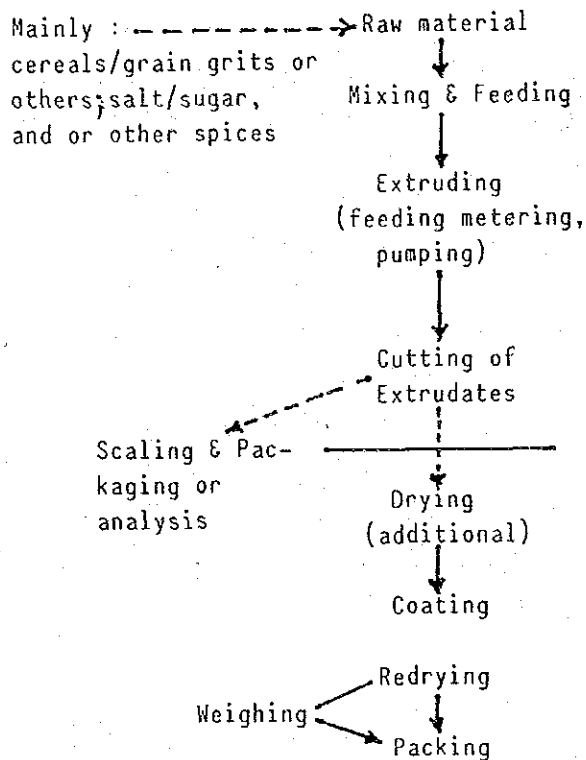 Mainly :
cereals/grain grits or
others;salt/sugar,
and or other spices
Raw material
Mixing & Feeding
Extruding
(feeding metering,
pumping)
Cutting of
Extrudates
Scaling & Pac-
kaging or
analysis
Drying
(additional)
Coating
Redrying
Weighing
Packing